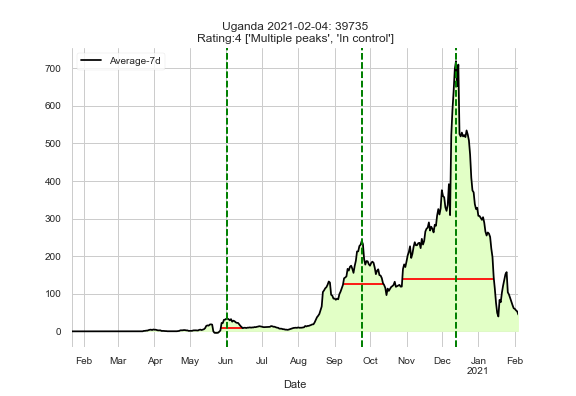 Uganda 2021-02-04: 39735
Rating:4 ['Multiple peaks', 'In control']
Average-7d
700
600
500
400
300
200
100
0
Feb Mar Apr May Jun Jul Aug Sep Oct Nov Dec Jan Feb
2021
Date